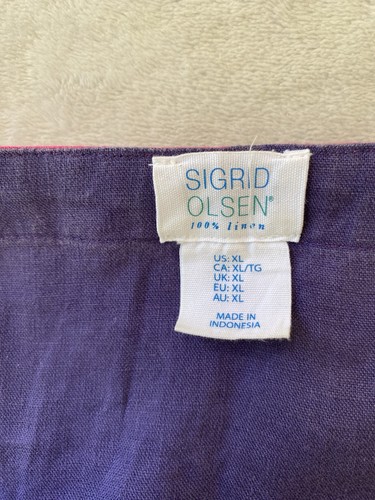 SIGRID
OLSEN®
100% linen
US: XL
CA: XL/TG
UK: XL
EU: XL
AU: XL
MADE IN
INDONESIA